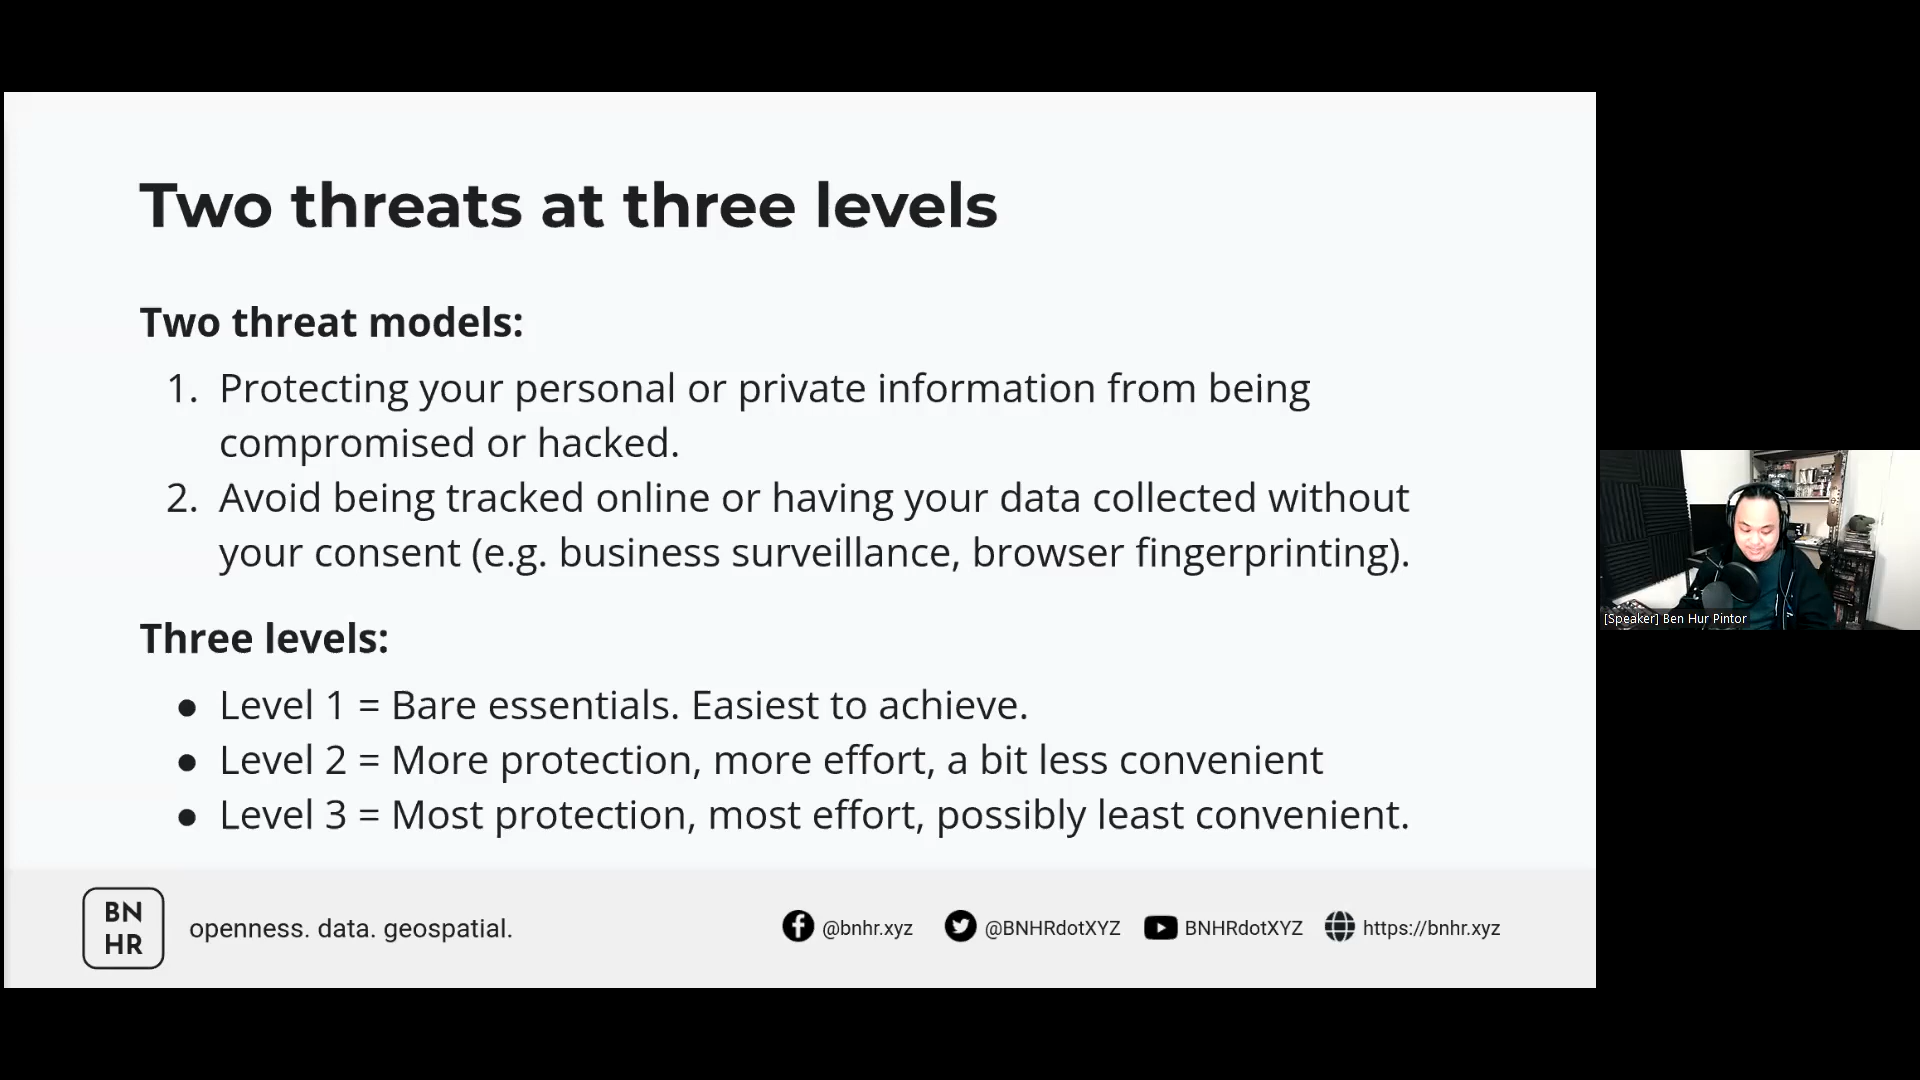 Two threats at three levels
Two threat models:
1. Protecting your personal or private information from being
compromised or hacked.
2. Avoid being tracked online or having your data collected without
your consent (e.g. business surveillance, browser fingerprinting).
Three levels:
● Level 1 = Bare essentials. Easiest to achieve.
● Level 2 = More protection, more effort, a bit less convenient
● Level 3 = Most protection, most effort, possibly least convenient.
BN
HR
openness. data. geospatial.
@bnhr.xyz @BNHRdotXYZ BNHRdotXYZ https://bnhr.xyz
[Speaker] Ben Hur Pintor